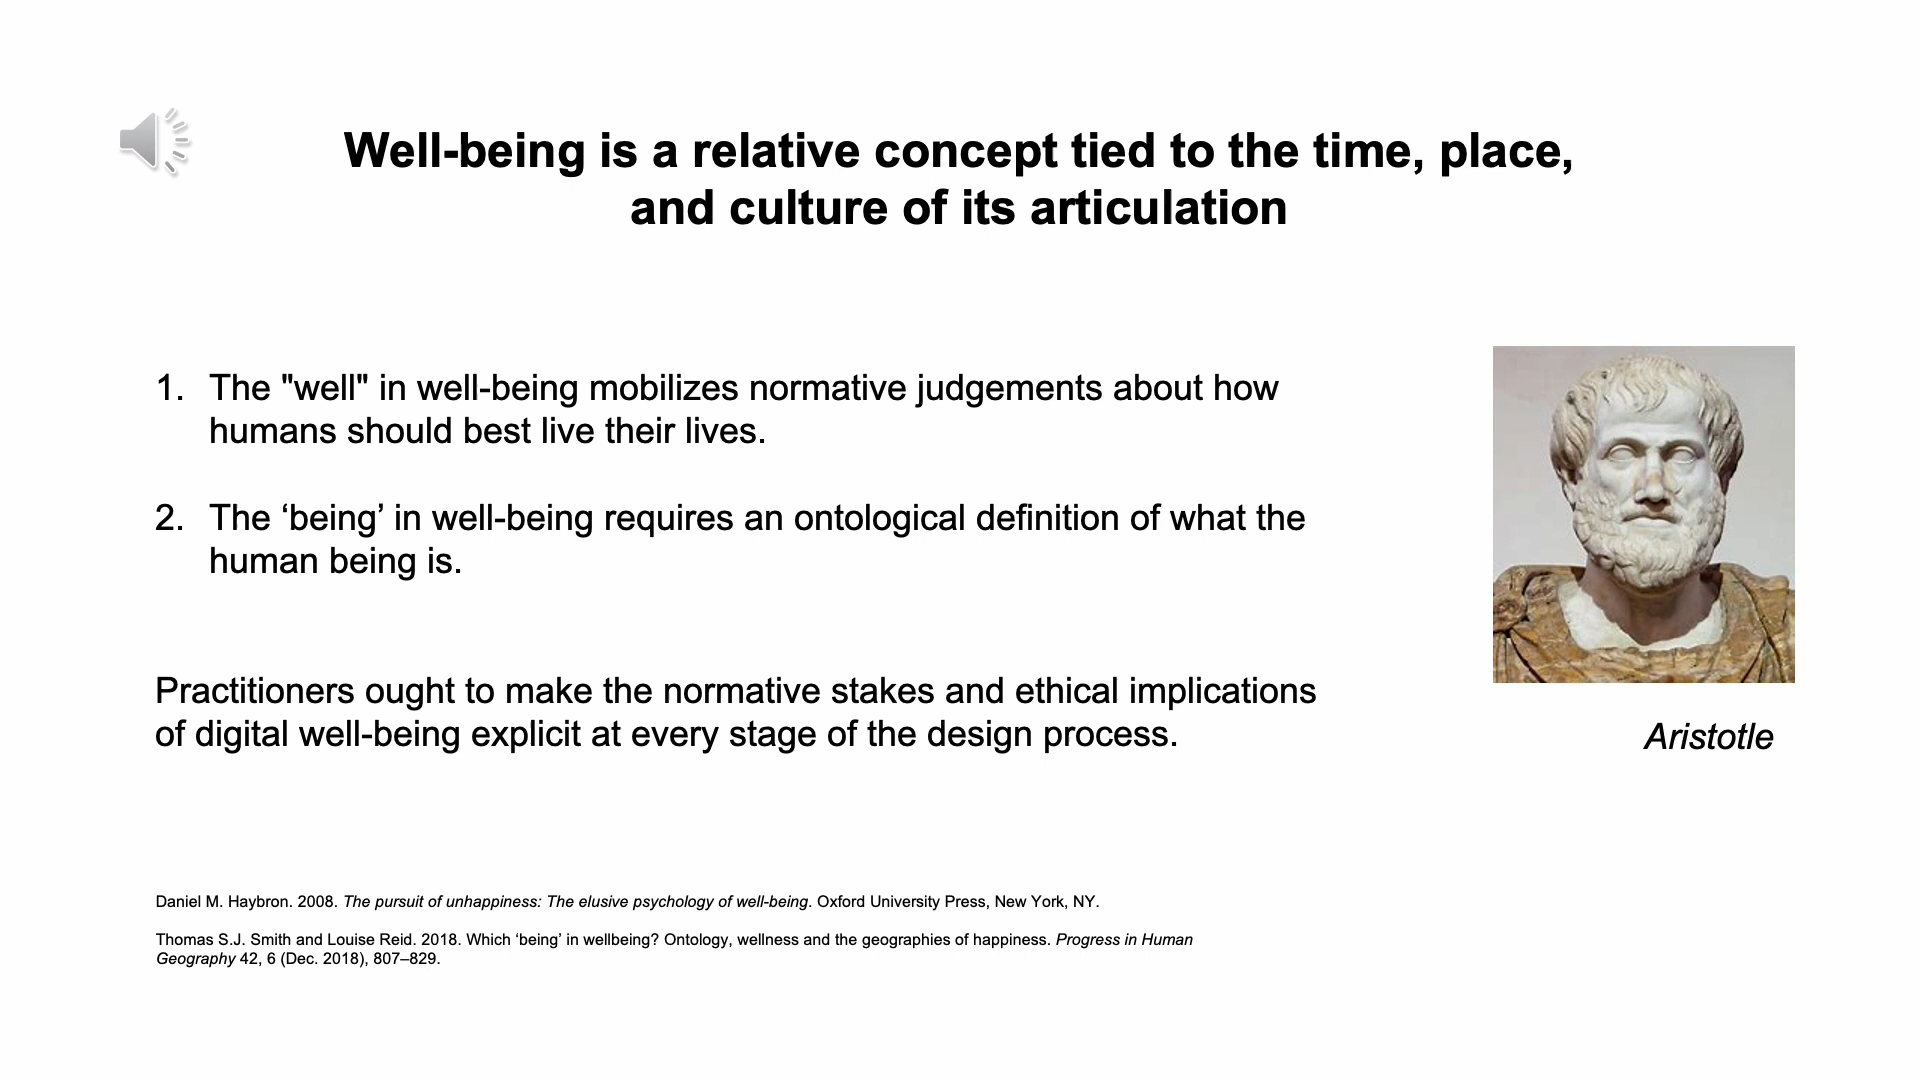 Well-being is a relative concept tied to the time, place,
and culture of its articulation
1. The "well" in well-being mobilizes normative judgements about how
humans should best live their lives.
2. The ‘being’ in well-being requires an ontological definition of what the
human being is.
Practitioners ought to make the normative stakes and ethical implications
of digital well-being explicit at every stage of the design process.
Aristotle
Daniel M. Haybron. 2008. The pursuit of unhappiness: The elusive psychology of well-being. Oxford University Press, New York, NY.
Thomas S.J. Smith and Louise Reid. 2018. Which ‘being’ in wellbeing? Ontology, wellness and the geographies of happiness. Progress in Human
Geography 42, 6 (Dec. 2018), 807–829.